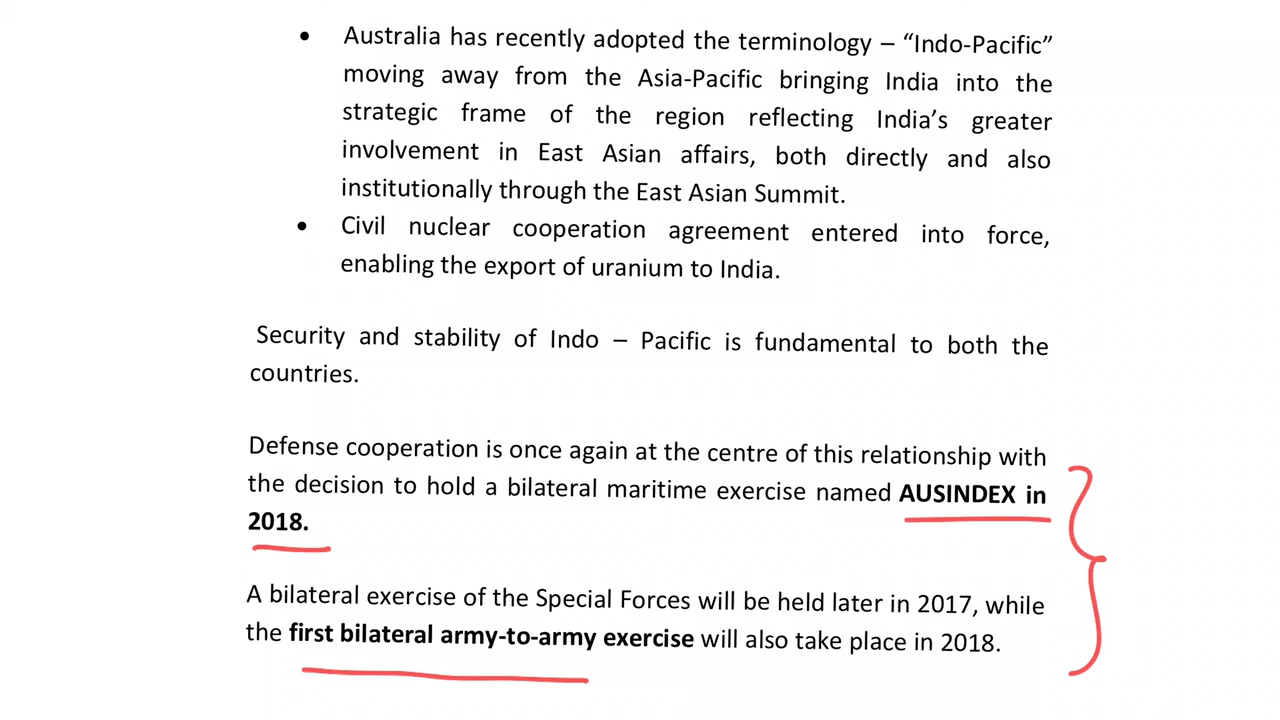 • Australia has recently adopted the terminology – “Indo-Pacific”
moving away from the Asia-Pacific bringing India into the
strategic frame of the region reflecting India’s greater
involvement in East Asian affairs, both directly and also
institutionally through the East Asian Summit.
• Civil nuclear cooperation agreement entered into force,
enabling the export of uranium to India.
Security and stability of Indo – Pacific is fundamental to both the
countries.
Defense cooperation is once again at the centre of this relationship with
the decision to hold a bilateral maritime exercise named AUSINDEX in
2018.
A bilateral exercise of the Special Forces will be held later in 2017, while
the first bilateral army-to-army exercise will also take place in 2018.